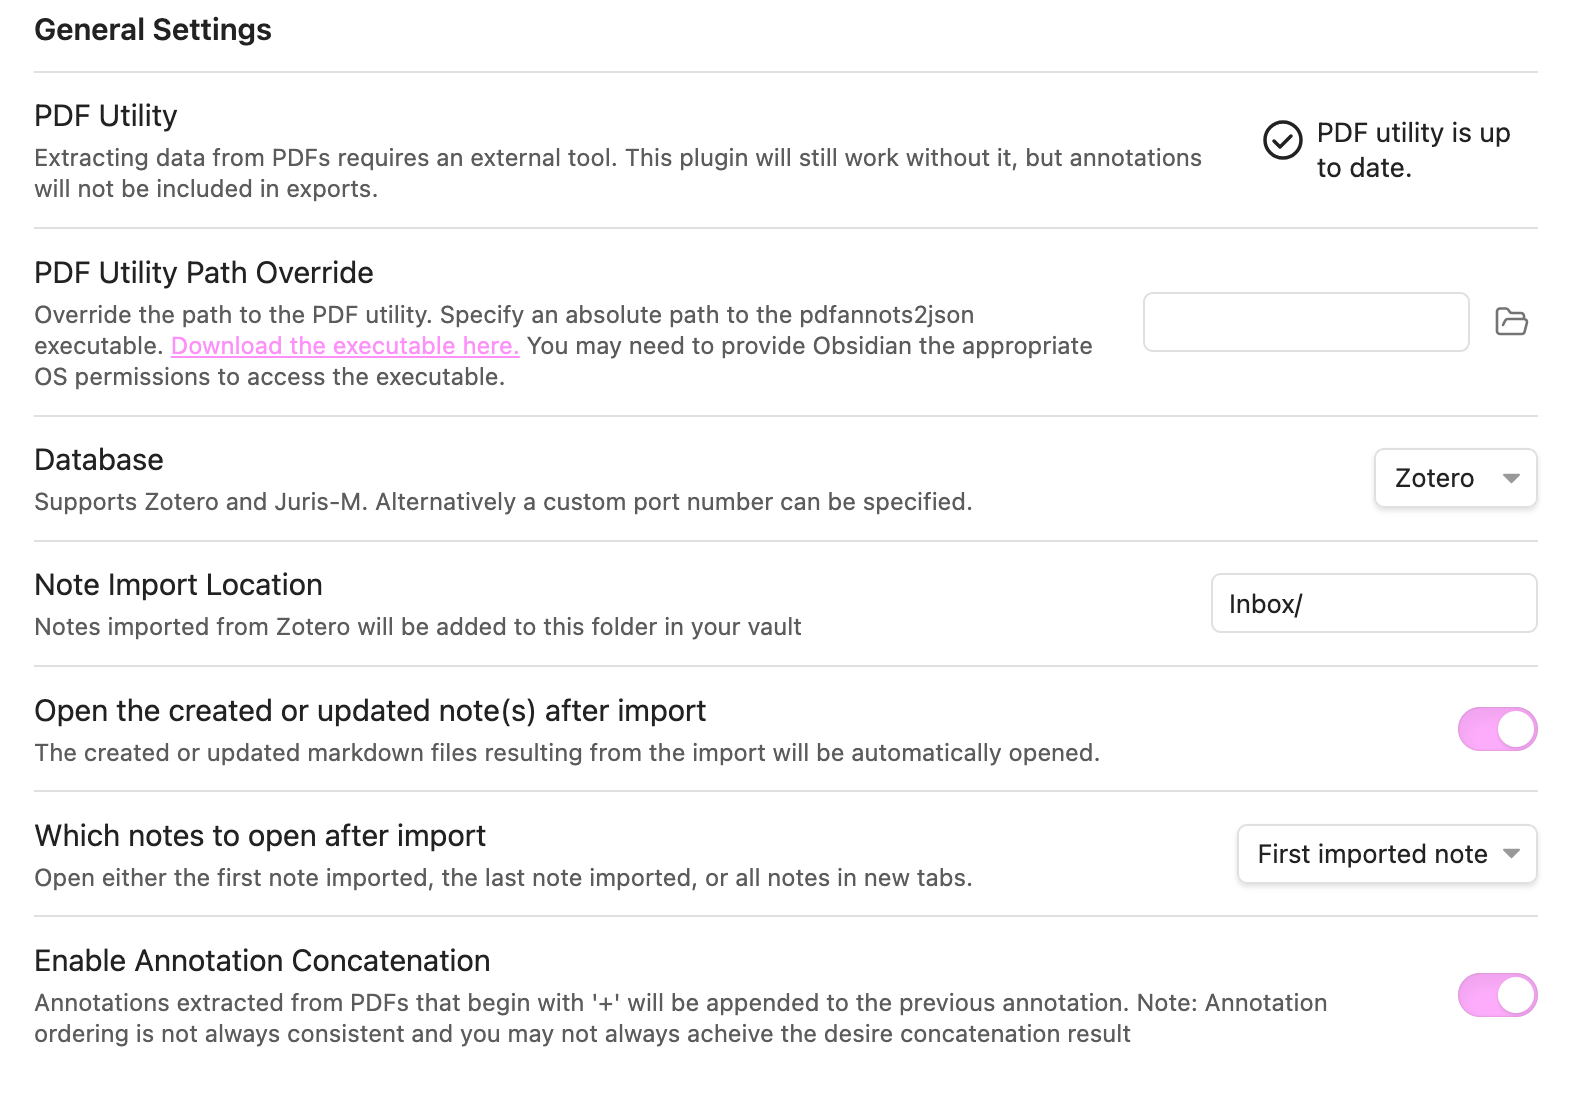 General Settings
PDF Utility
Extracting data from PDFs requires an external tool. This plugin will still work without it, but annotations
will not be included in exports.
PDF utility is up
to date.
PDF Utility Path Override
Override the path to the PDF utility. Specify an absolute path to the pdfannots2json
executable. Download the executable here. You may need to provide Obsidian the appropriate
OS permissions to access the executable.
Database
Supports Zotero and Juris-M. Alternatively a custom port number can be specified.
Zotero
Note Import Location
Notes imported from Zotero will be added to this folder in your vault
Inbox/
Open the created or updated note(s) after import
The created or updated markdown files resulting from the import will be automatically opened.
Which notes to open after import
Open either the first note imported, the last note imported, or all notes in new tabs.
First imported note
Enable Annotation Concatenation
Annotations extracted from PDFs that begin with '+' will be appended to the previous annotation. Note: Annotation
ordering is not always consistent and you may not always acheive the desire concatenation result